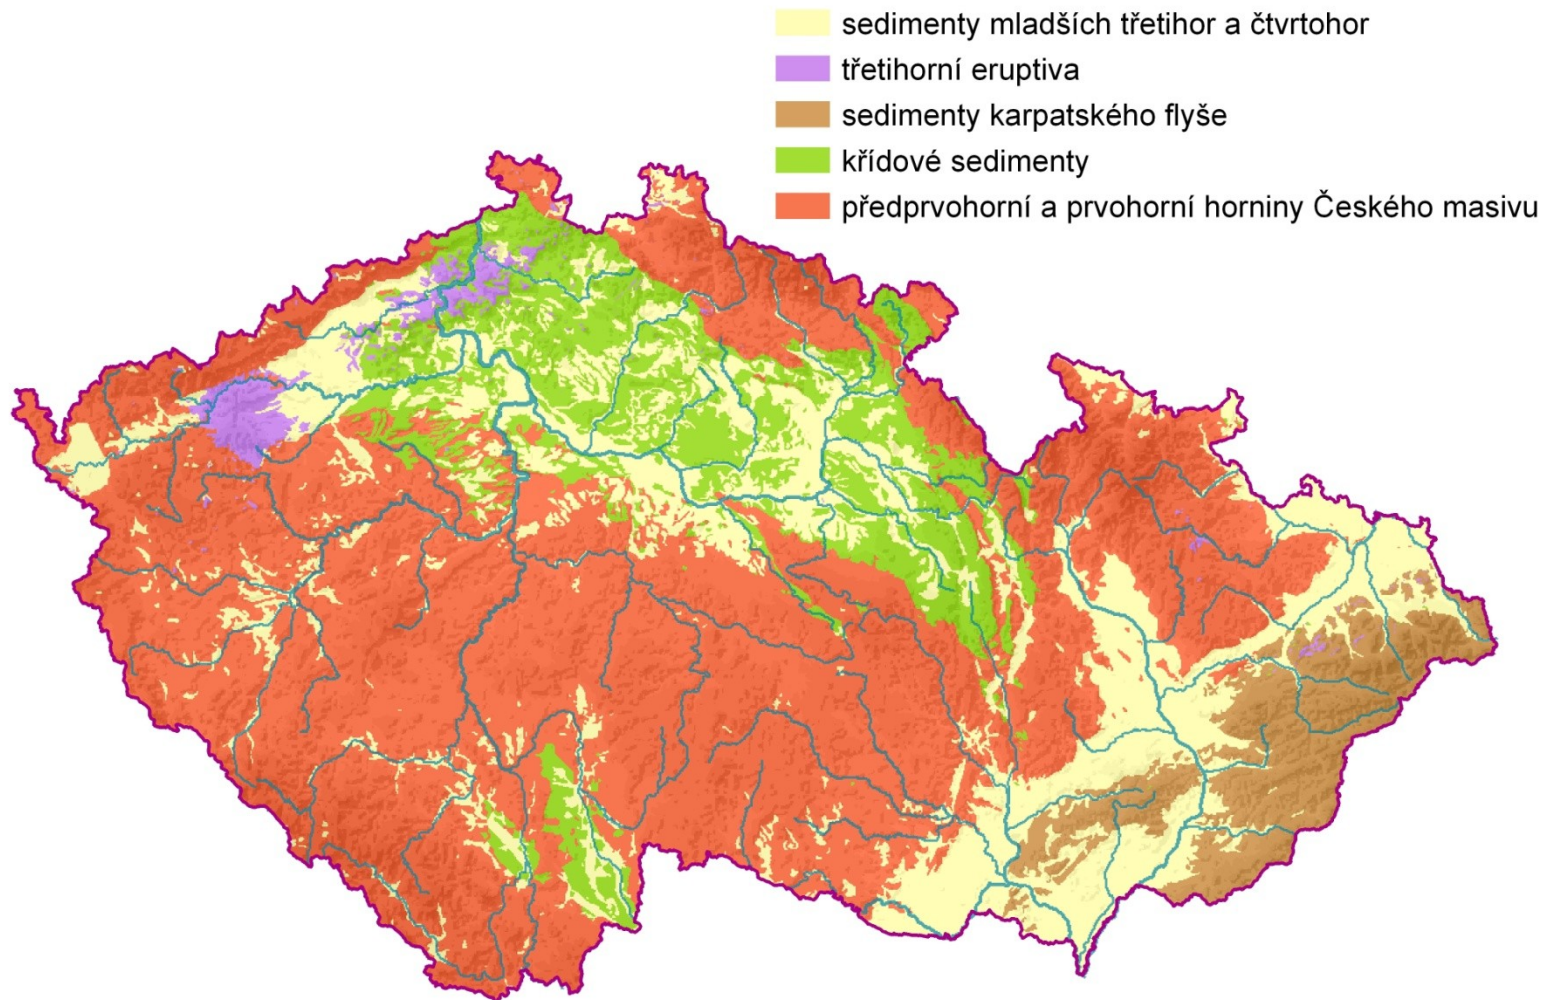 sedimenty mladších třetihor a čtvrtohor
třetihorní eruptiva
sedimenty karpatského flyše
křídové sedimenty
předprvohorní a prvohorní horniny Českého masivu